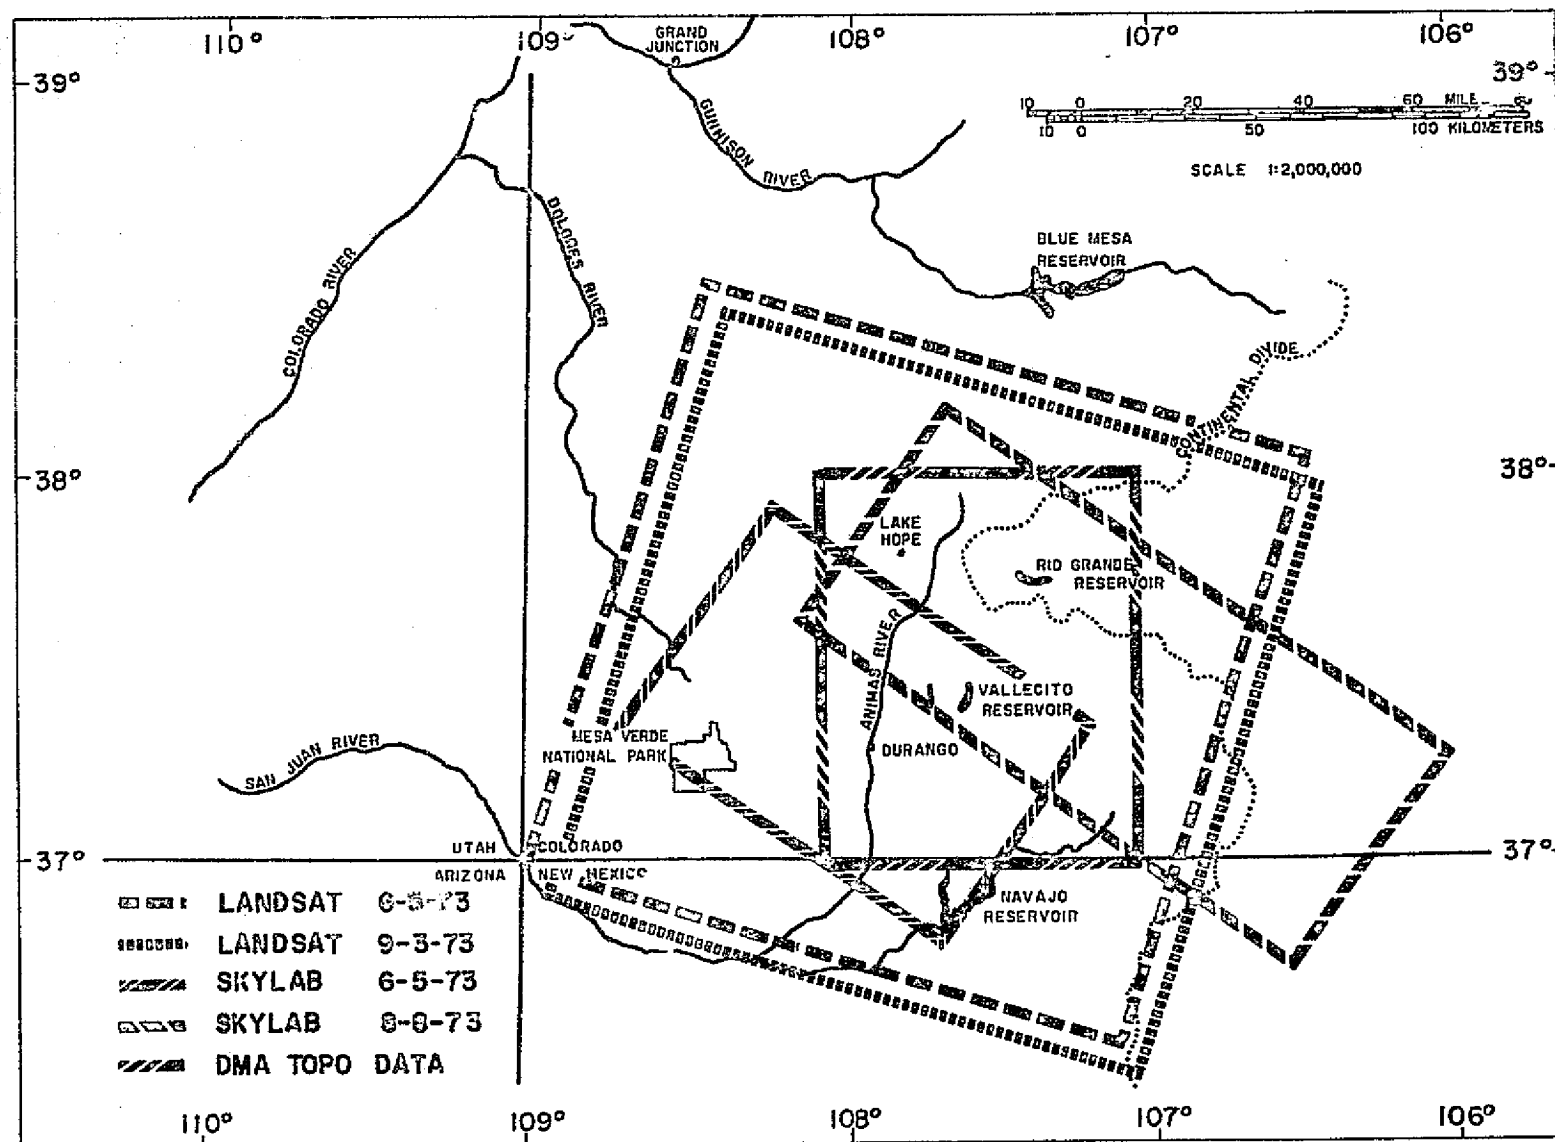 110° 109° 108° 107° 106°
GRAND
JUNCTION
39° 39°
10 0 20 40 60 MILE
10 0 50 100 KILOMETERS
SCALE 1:2,000,000
GUNNISON RIVER
DOLORES RIVER
COLORADO RIVER
BLUE MESA
RESERVOIR
CONTINENTAL DIVIDE
38° 38°
LAKE
HOPE
RIO GRANDE
RESERVOIR
ANIMAS RIVER
VALLECITO
RESERVOIR
MESA VERDE
NATIONAL PARK
DURANGO
SAN JUAN RIVER
UTAH COLORADO
37° 37°
ARIZONA NEW MEXICO
NAVAJO
RESERVOIR
LANDSAT 6-5-73
LANDSAT 9-3-73
SKYLAB 6-5-73
SKYLAB
DMA TOPO DATA
110° 109° 108° 107° 106°